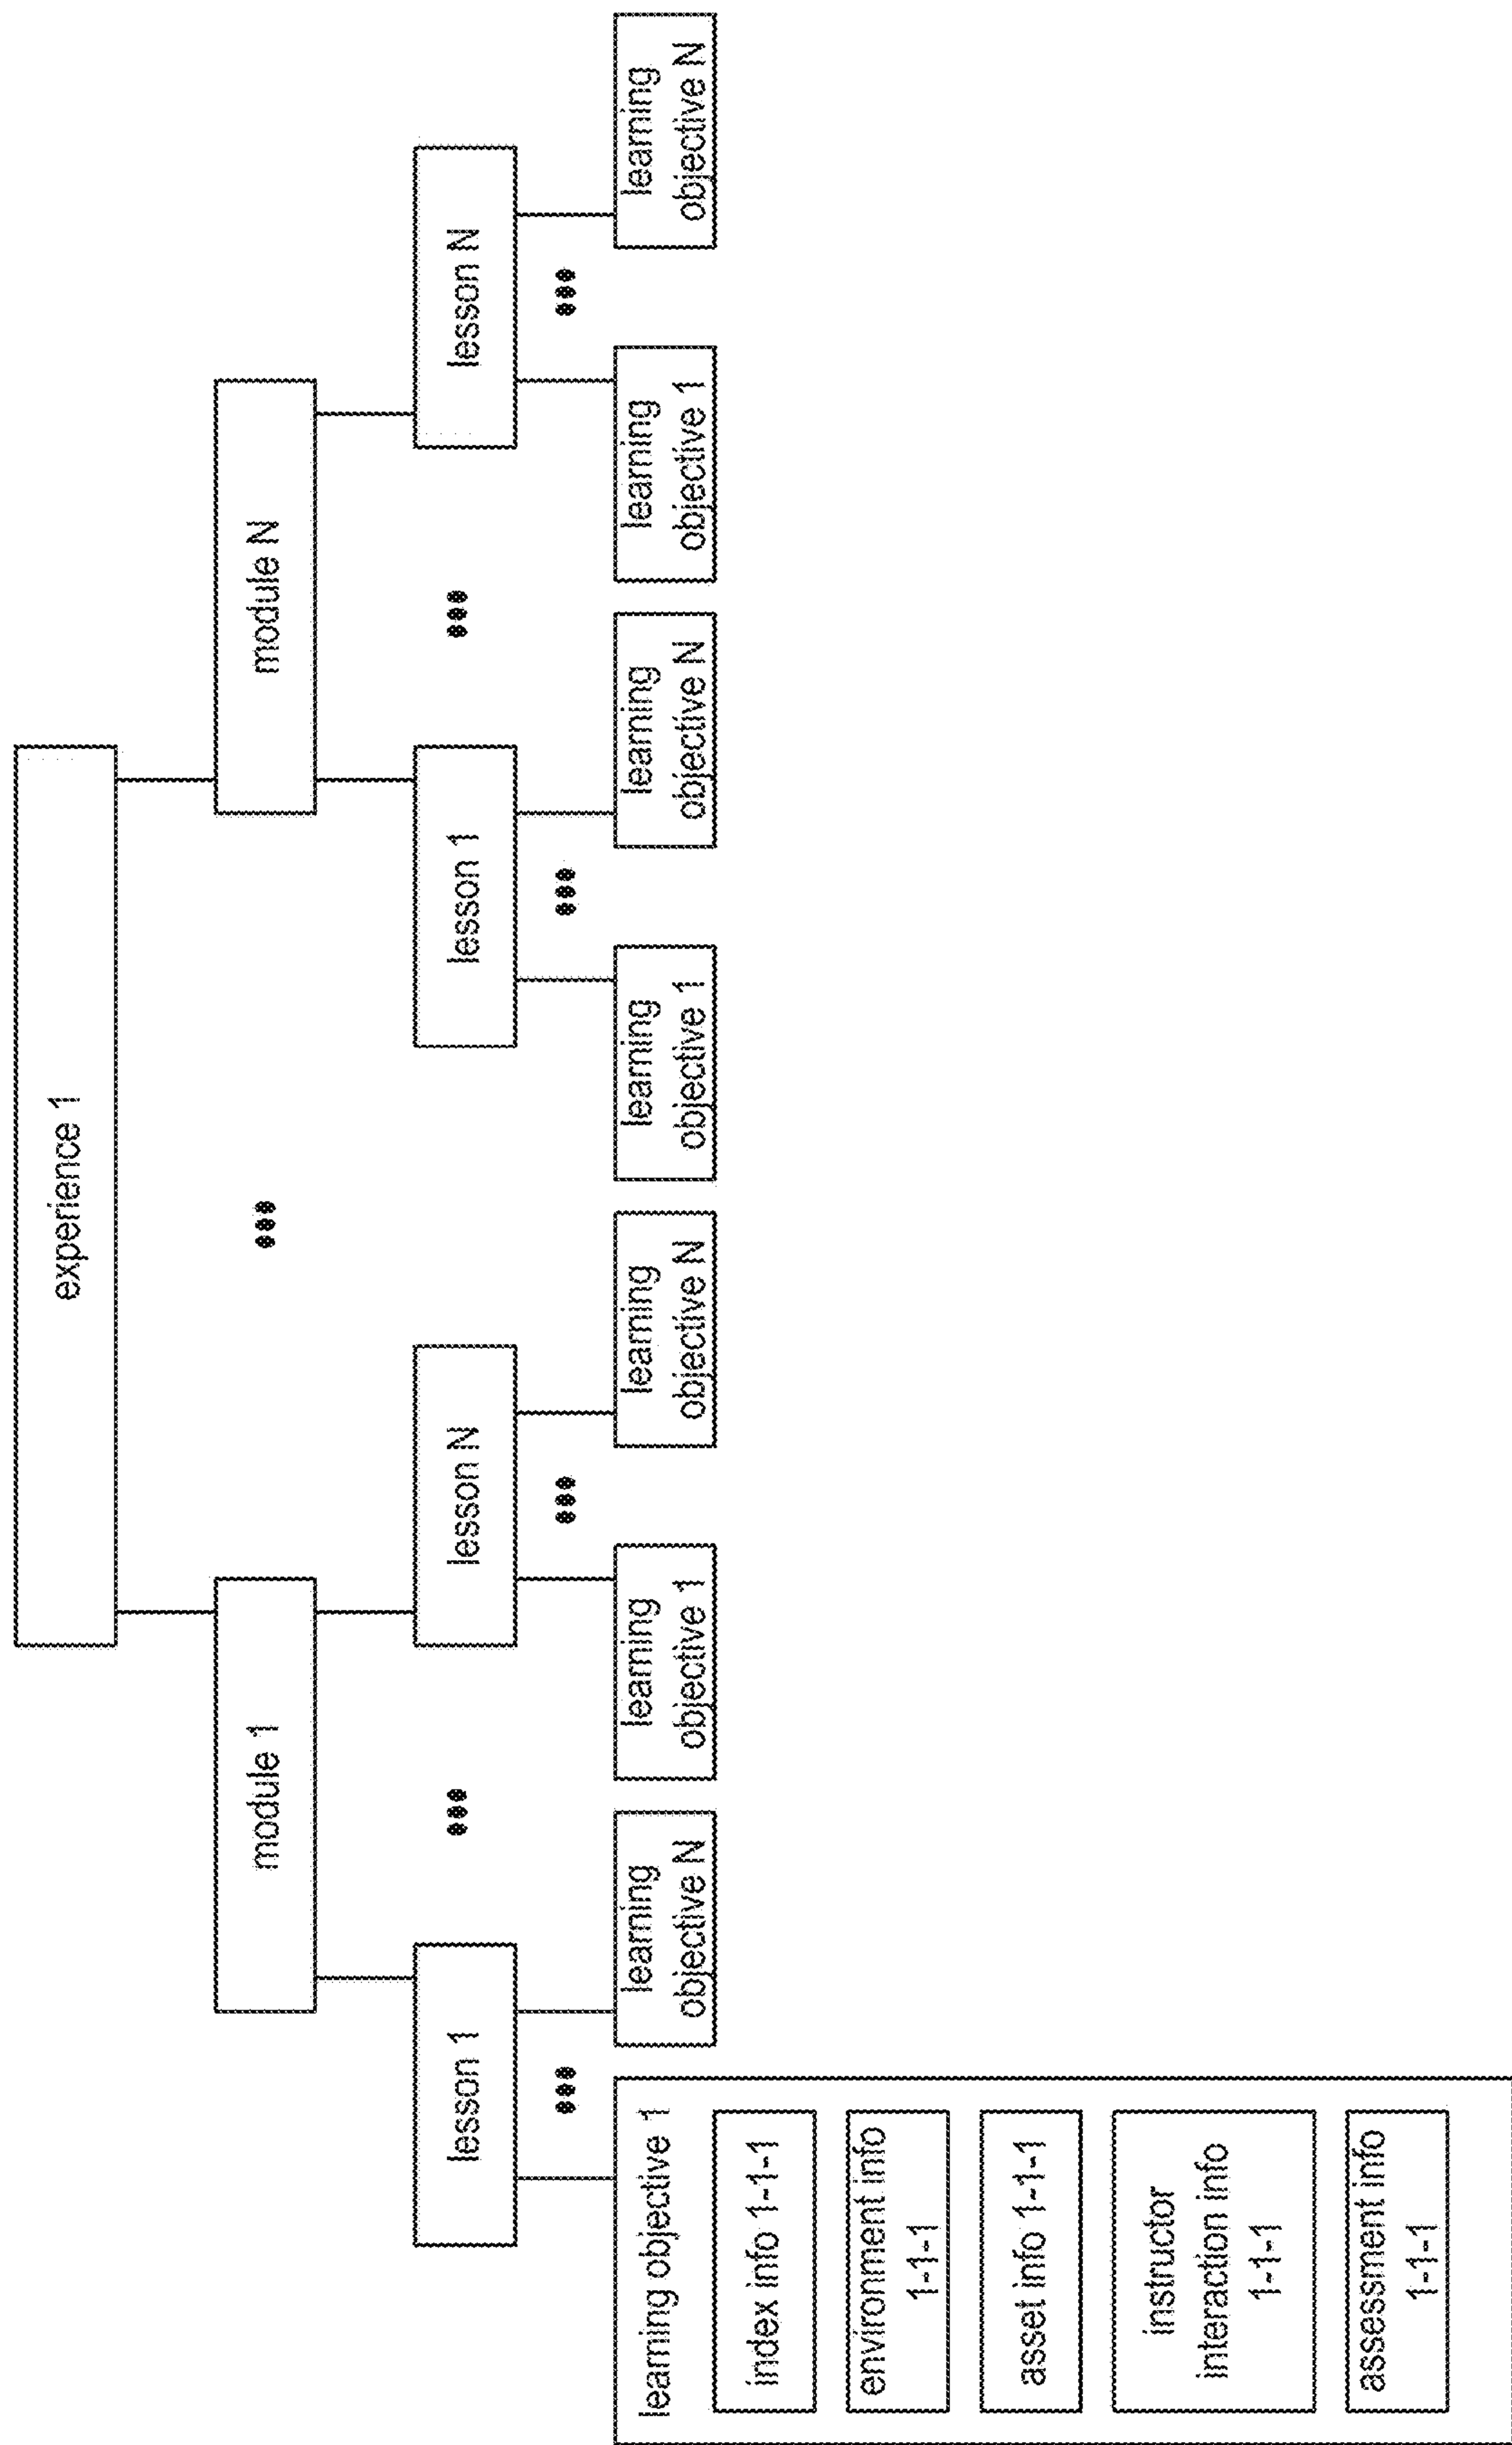 experience 1
module 1
module N
lesson 1
lesson N
lesson 1
lesson N
learning objective 1
index info 1-1-1
environment info
1-1-1
asset info 1-1-1
instructor
interaction info
1-1-1
assessment info
1-1-1
learning
objective N
learning
objective 1
learning
objective N
learning
objective 1
learning
objective N
learning
objective 1
learning
objective N